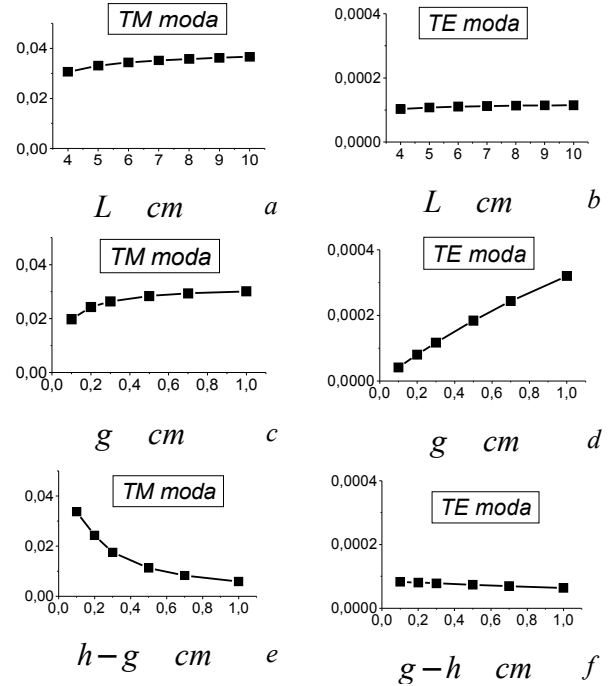 TM moda
0,04
0,02
0,00
4 5 6 7 8 9 10
L cm a
TE moda
0,0004
0,0002
0,0000
4 5 6 7 8 9 10
L cm b
TM moda
0,04
0,02
0,00
0,0 0,2 0,4 0,6 0,8 1,0
g cm c
TE moda
0,0004
0,0002
0,0000
0,0 0,2 0,4 0,6 0,8 1,0
g cm d
TM moda
0,04
0,02
0,00
0,0 0,2 0,4 0,6 0,8 1,0
h−g cm e
TE moda
0,0004
0,0002
0,0000
0,0 0,2 0,4 0,6 0,8 1,0
g−h cm f